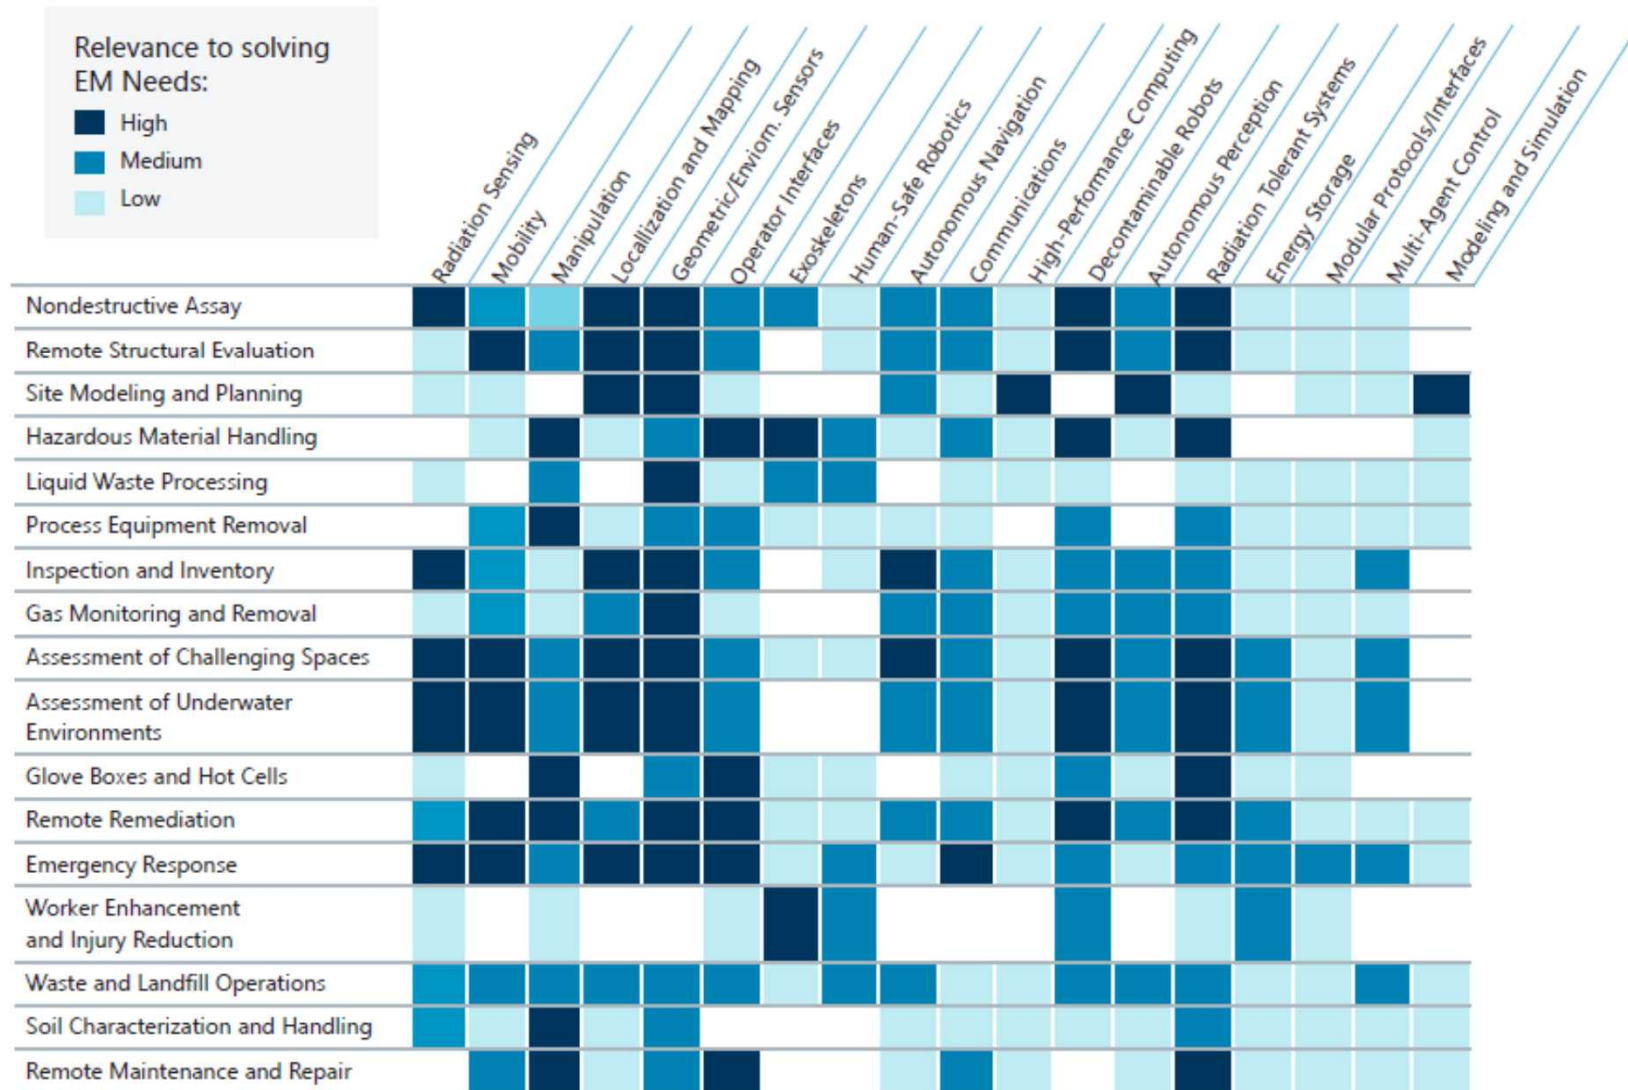 Relevance to solving
EM Needs:
High
Medium
Low
Radiation Sensing
Mobility
Manipulation
Locallization and Mapping
Geometric/Enviorn. Sensors
Operator Interfaces
Exoskeletons
Human-Safe Robotics
Autonomous Navigation
Communications
High-Performance Computing
Decontaminable Robots
Autonomous Perception
Radiation Tolerant Systems
Energy Storage
Modular Protocols/Interfaces
Multi-Agent Control
Modeling and Simulation
Nondestructive Assay
Remote Structural Evaluation
Site Modeling and Planning
Hazardous Material Handling
Liquid Waste Processing
Process Equipment Removal
Inspection and Inventory
Gas Monitoring and Removal
Assessment of Challenging Spaces
Assessment of Underwater
Environments
Glove Boxes and Hot Cells
Remote Remediation
Emergency Response
Worker Enhancement
and Injury Reduction
Waste and Landfill Operations
Soil Characterization and Handling
Remote Maintenance and Repair